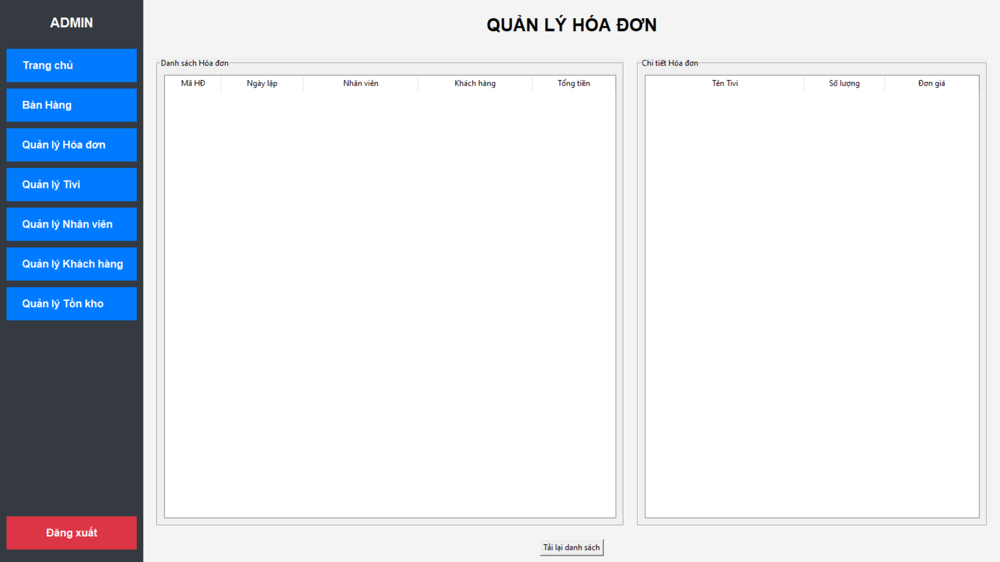 ADMIN
Trang chủ
Bán Hàng
Quản lý Hóa đơn
Quản lý Tivi
Quản lý Nhân viên
Quản lý Khách hàng
Quản lý Tồn kho
Đăng xuất
QUẢN LÝ HÓA ĐƠN
Danh sách Hóa đơn
Mã HĐ Ngày lập Nhân viên Khách hàng Tổng tiền
Chi tiết Hóa đơn
Tên Tivi Số lượng Đơn giá
Tải lại danh sách